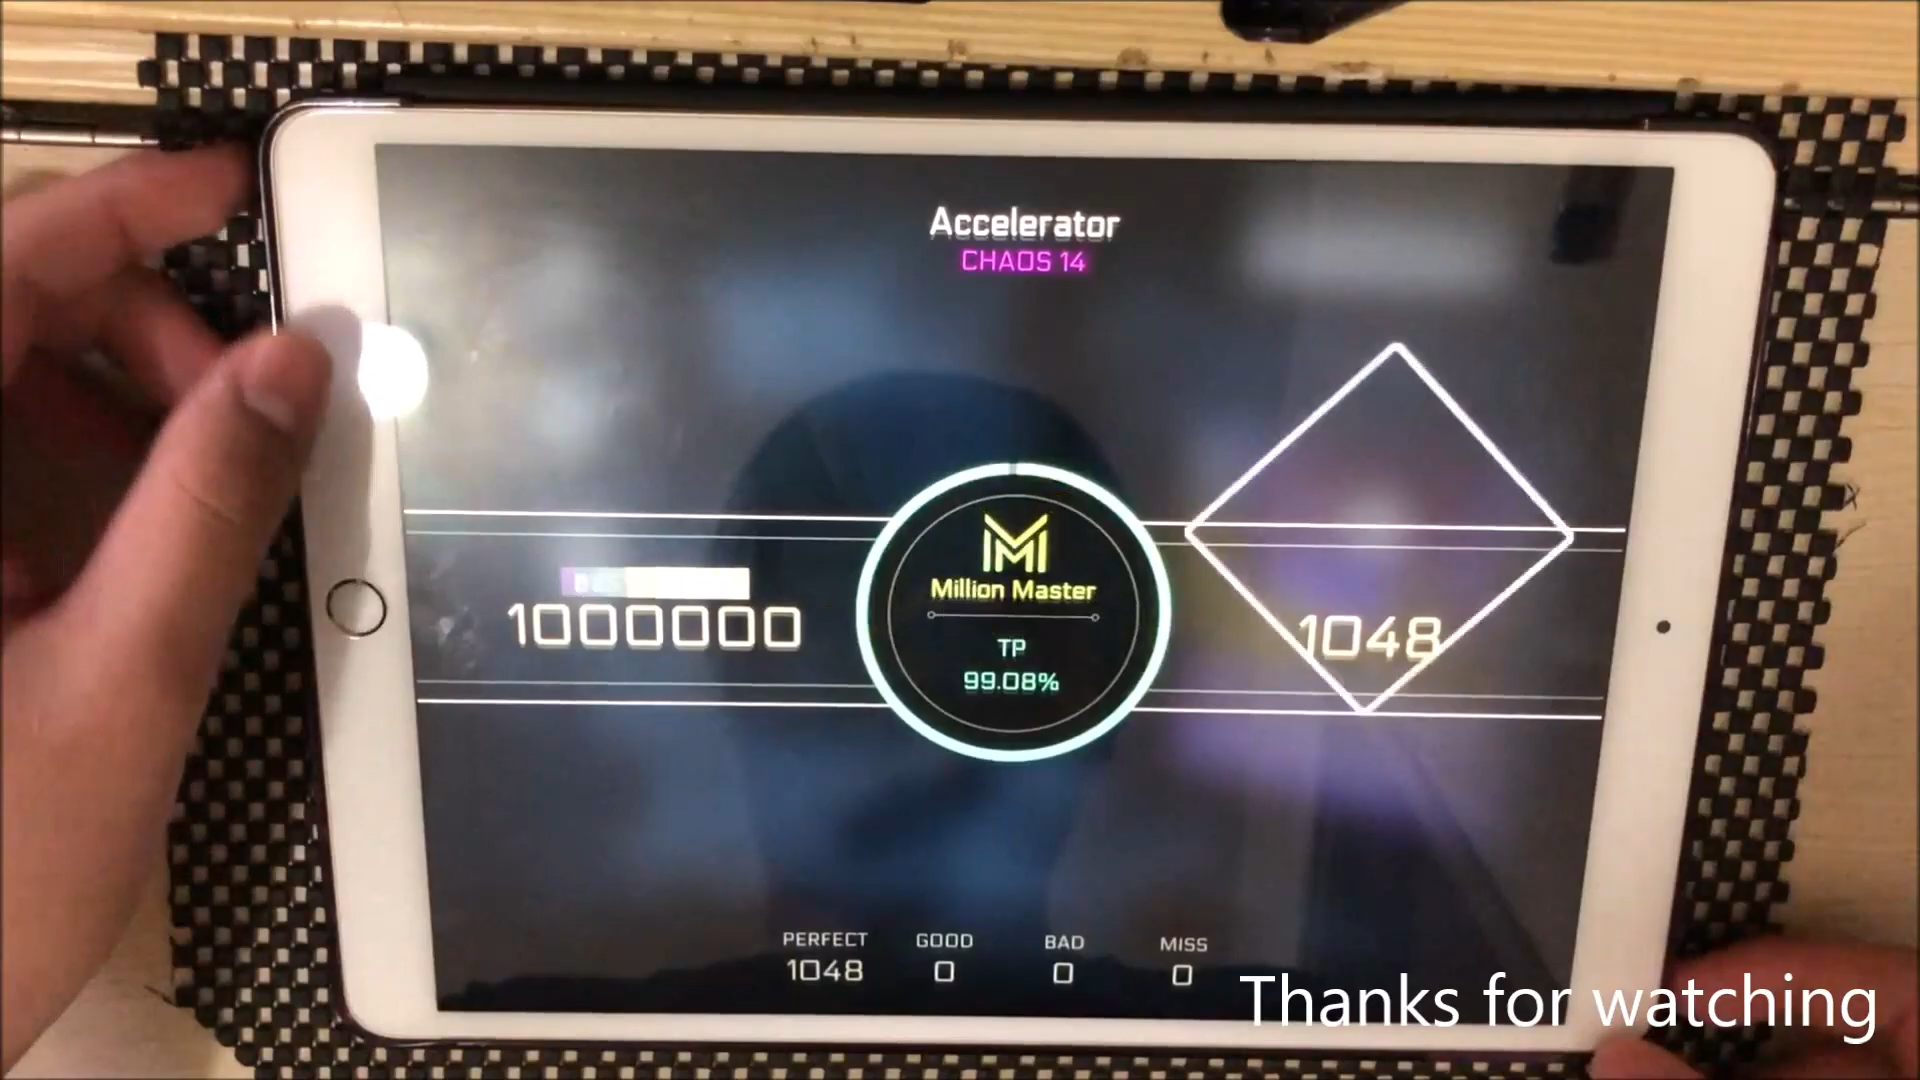 Accelerator
CHAOS 14
Million Master
TP
99.08%
1000000
1048
PERFECT GOOD BAD MISS
1048 0 0 0
Thanks for watching